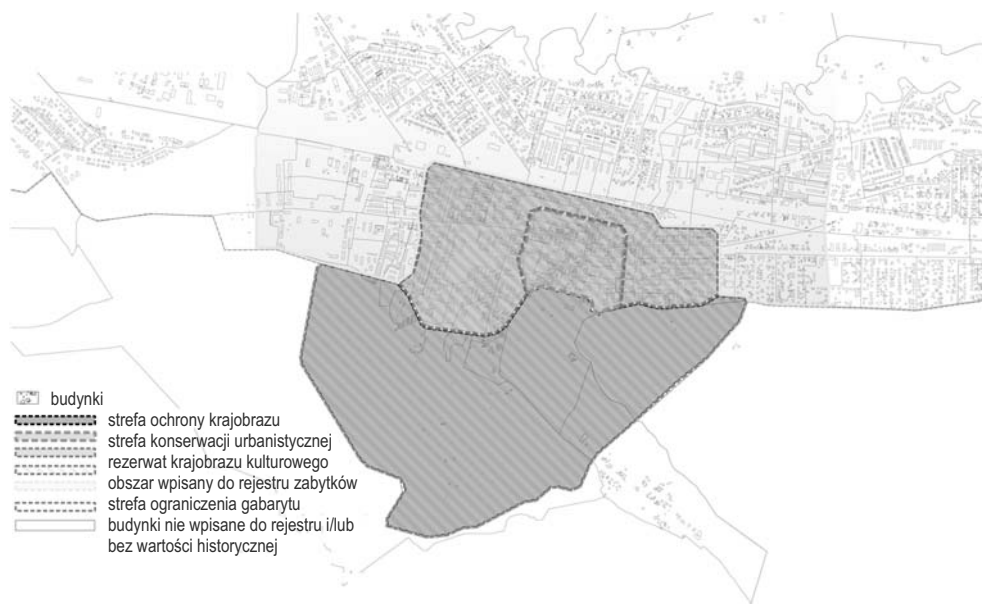 budynki
strefa ochrony krajobrazu
strefa konserwacji urbanistycznej
rezerwat krajobrazu kulturowego
obszar wpisany do rejestru zabytków
strefa ograniczenia gabarytu
budynki nie wpisane do rejestru i/lub
bez wartości historycznej